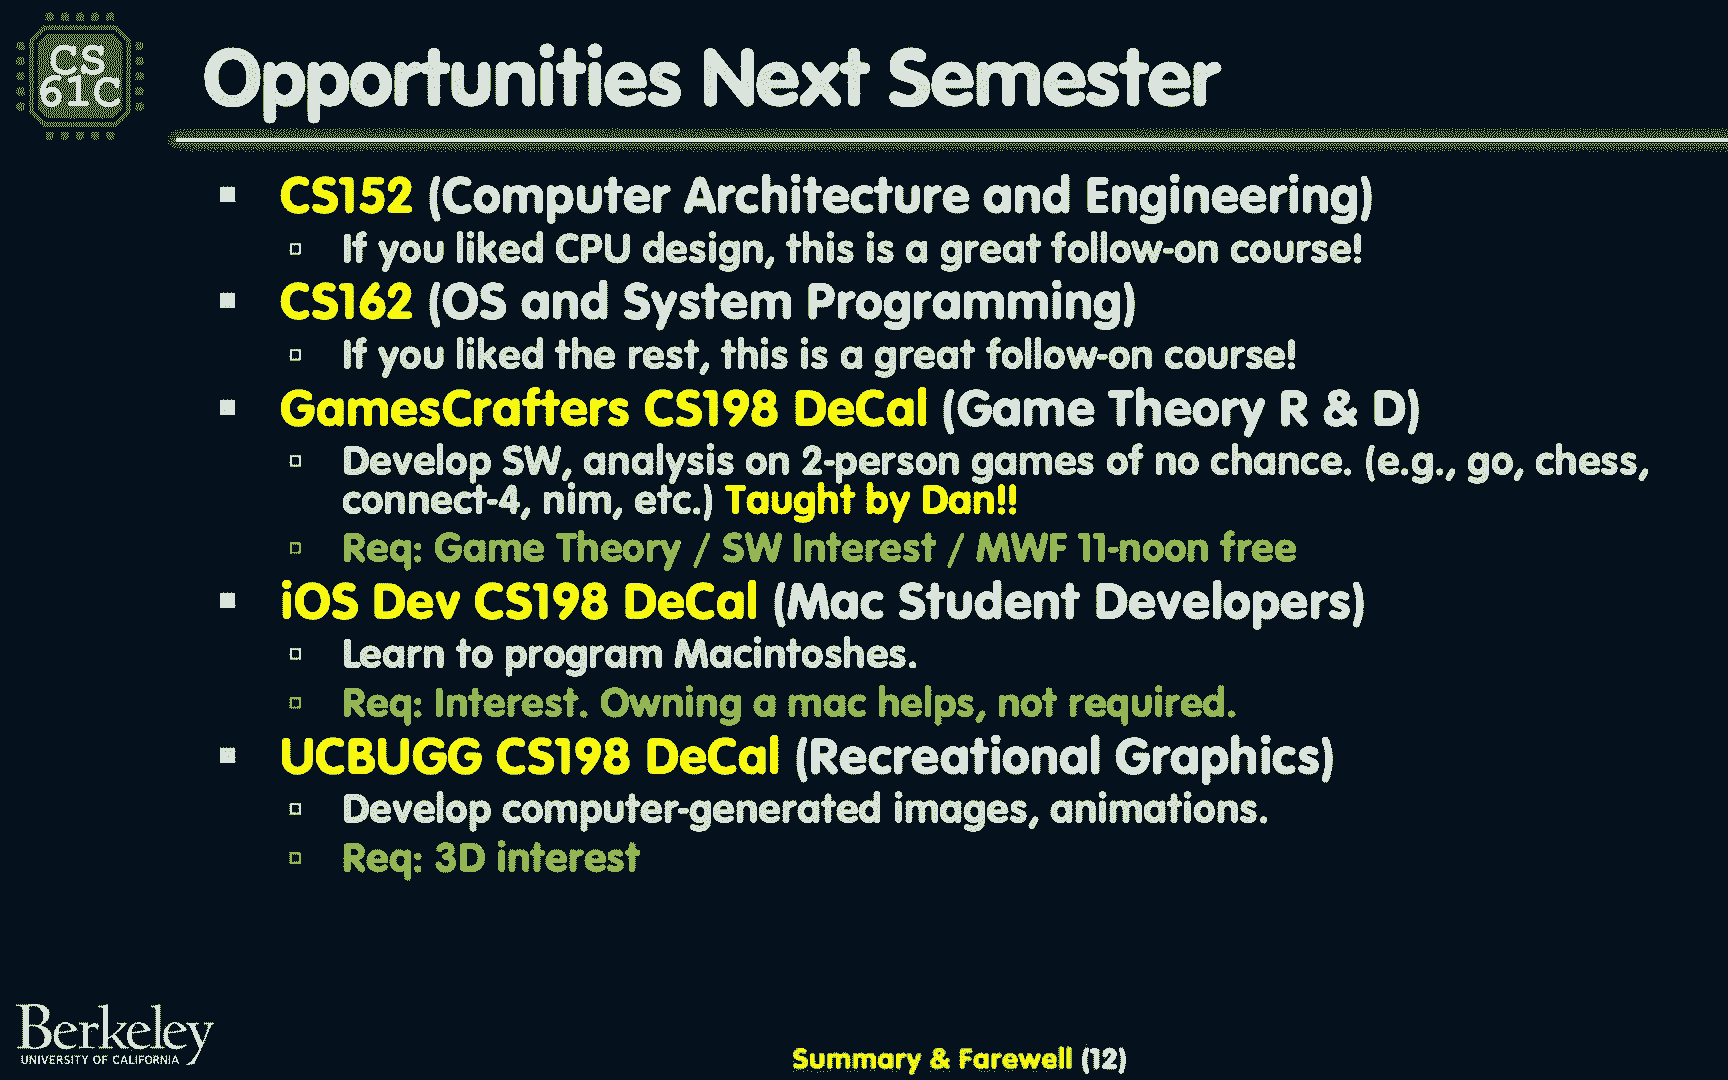 CS
61C
Opportunities Next Semester
CS152 (Computer Architecture and Engineering)
If you liked CPU design, this is a great follow-on course!
CS162 (OS and System Programming)
If you liked the rest, this is a great follow-on course!
GamesCrafters CS198 DeCal (Game Theory R & D)
Develop SW, analysis on 2-person games of no chance. (e.g., go, chess,
connect-4, nim, etc.) Taught by Dan!!
Req: Game Theory / SW Interest / MWF 11-noon free
iOS Dev CS198 DeCal (Mac Student Developers)
Learn to program Macintoshes.
Req: Interest. Owning a mac helps, not required.
UCBUGG CS198 DeCal (Recreational Graphics)
Develop computer-generated images, animations.
Req: 3D interest
Berkeley
UNIVERSITY OF CALIFORNIA
Summary & Farewell (12)